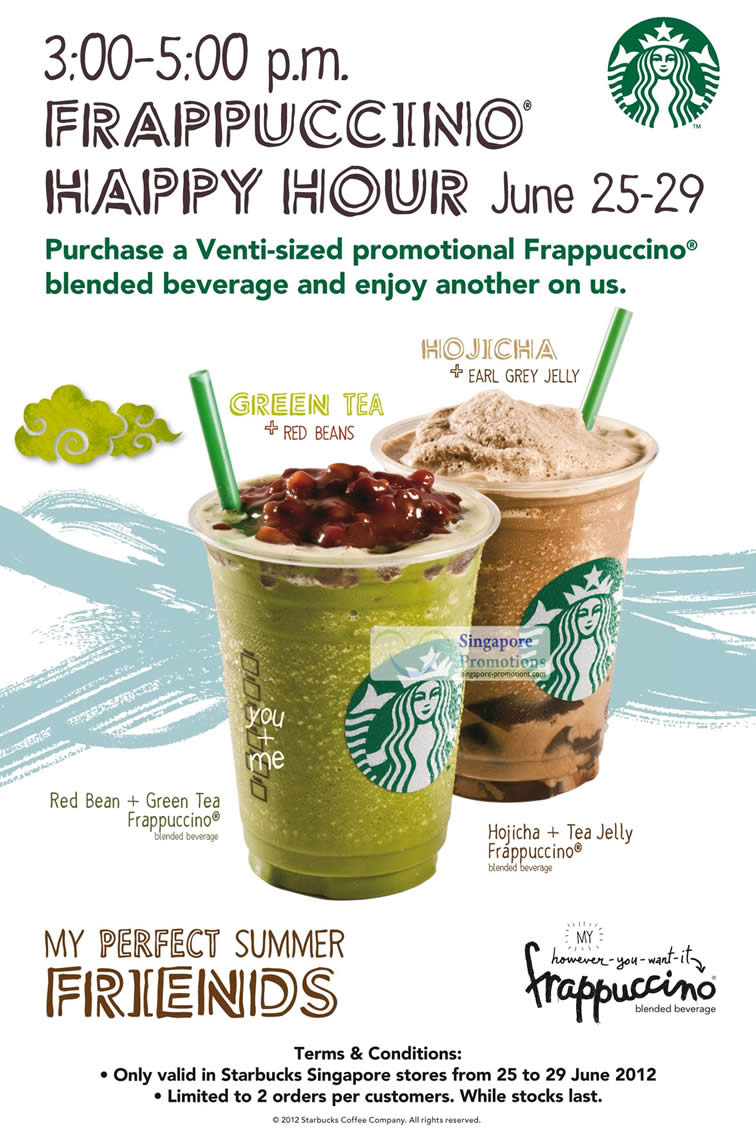 3:00-5:00 p.m.
FRAPPUCCINO®
HAPPY HOUR June 25-29
Purchase a Venti-sized promotional Frappuccino®
blended beverage and enjoy another on us.
HOJICHA
+ EARL GREY JELLY
GREEN TEA
+ RED BEANS
Singapore
Promotions
singapore-promotions.com
you
+
me
Red Bean + Green Tea
Frappuccino®
blended beverage
Hojicha + Tea Jelly
Frappuccino®
blended beverage
MY PERFECT SUMMER
FRIENDS
MY
however-you-want-it
frappuccino®
blended beverage
Terms & Conditions:
• Only valid in Starbucks Singapore stores from 25 to 29 June 2012
• Limited to 2 orders per customers. While stocks last.
© 2012 Starbucks Coffee Company. All rights reserved.
TM